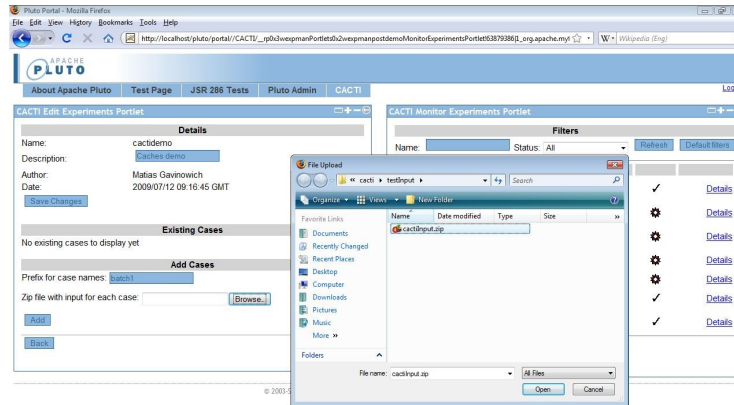 Pluto Portal - Mozilla Firefox
File Edit View History Bookmarks Tools Help
http://localhost/pluto/portal//CACTI/__rp0x3wexpmanPortlets0x2wexpmanpostdemoMonitorExperimentsPortlet!63879386|1_org.apache.myf
W Wikipedia (Eng)
APACHE
PLUTO
About Apache Pluto Test Page JSR 286 Tests Pluto Admin CACTI
CACTI Edit Experiments Portlet
Details
Name: cactidemo
Description: Caches demo
Author: Matias Gavinowich
Date: 2009/07/12 09:16:45 GMT
Save Changes
Existing Cases
No existing cases to display yet
Add Cases
Prefix for case names: batch1
Zip file with input for each case: Browse..
Add
Back
CACTI Monitor Experiments Portlet
Filters
Name: Status: All Refresh Default filters
Details
Details
Details
Details
Details
Details
Details
File Upload
« cacti testInput Search
Organize Views New Folder
Favorite Links
Documents
Recently Changed
Recent Places
Desktop
Computer
Downloads
Pictures
Music
More »
Folders
Name Date modified Type Size »
cactiInput.zip
File name: cactiInput.zip All Files
Open Cancel
© 2003-